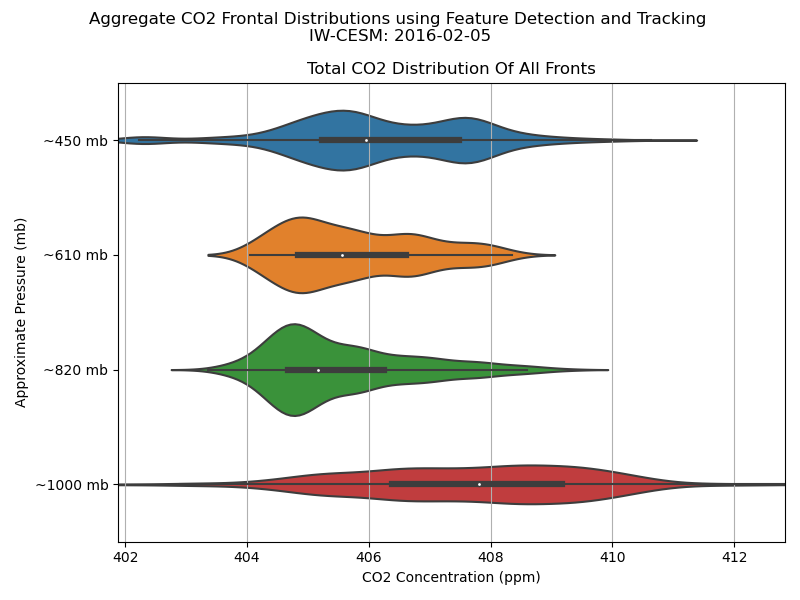 Aggregate CO2 Frontal Distributions using Feature Detection and Tracking
IW-CESM: 2016-02-05
Total CO2 Distribution Of All Fronts
Approximate Pressure (mb)
~450 mb
~610 mb
~820 mb
~1000 mb
402 404 406 408 410 412
CO2 Concentration (ppm)